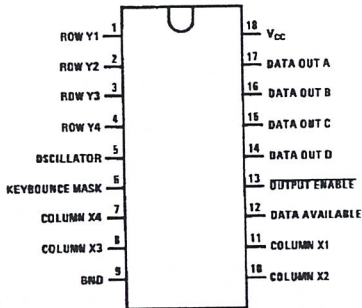 ROW Y1 1
ROW Y2 2
ROW Y3 3
ROW Y4 4
OSCILLATOR 5
KEYBOUNCE MASK 6
COLUMN X4 7
COLUMN X3 8
GND 9
18 VCC
17 DATA OUT A
16 DATA OUT B
15 DATA OUT C
14 DATA OUT D
13 OUTPUT ENABLE
12 DATA AVAILABLE
11 COLUMN X1
10 COLUMN X2